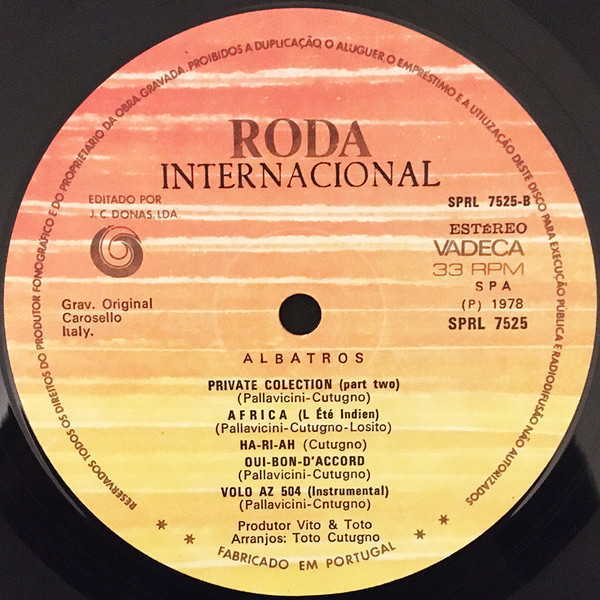 RESERVADOS TODOS OS DIREITOS DO PRODUTOR FONOGRAFICO E DO PROPRIETÁRIO DA OBRA GRAVADA. PROIBIDOS A DUPLICAÇÃO, O ALUGUER, O EMPRÉSTIMO E A UTILIZAÇÃO DESTE DISCO PARA EXECUÇÃO PÚBLICA E RADIODIFUSÃO NÃO AUTORIZADOS
RODA
INTERNACIONAL
EDITADO POR
J. C. DONAS, LDA.
SPRL 7525-B
ESTÉREO
VADECA
33 RPM
SPA
(P) 1978
SPRL 7525
Grav. Original
Carosello
Italy.
ALBATROS
PRIVATE COLECTION (part two)
(Pallavicini-Cutugno)
AFRICA (L Été Indien)
(Pallavicini-Cutugno-Losito)
HA-RI-AH (Cutugno)
OUI-BON-D'ACCORD
(Pallavicini-Cutugno)
VOLO AZ 504 (Instrumental)
(Pallavicini-Cntugno)
Produtor Vito & Toto
Arranjos: Toto Cutugno
* * FABRICADO EM PORTUGAL * *